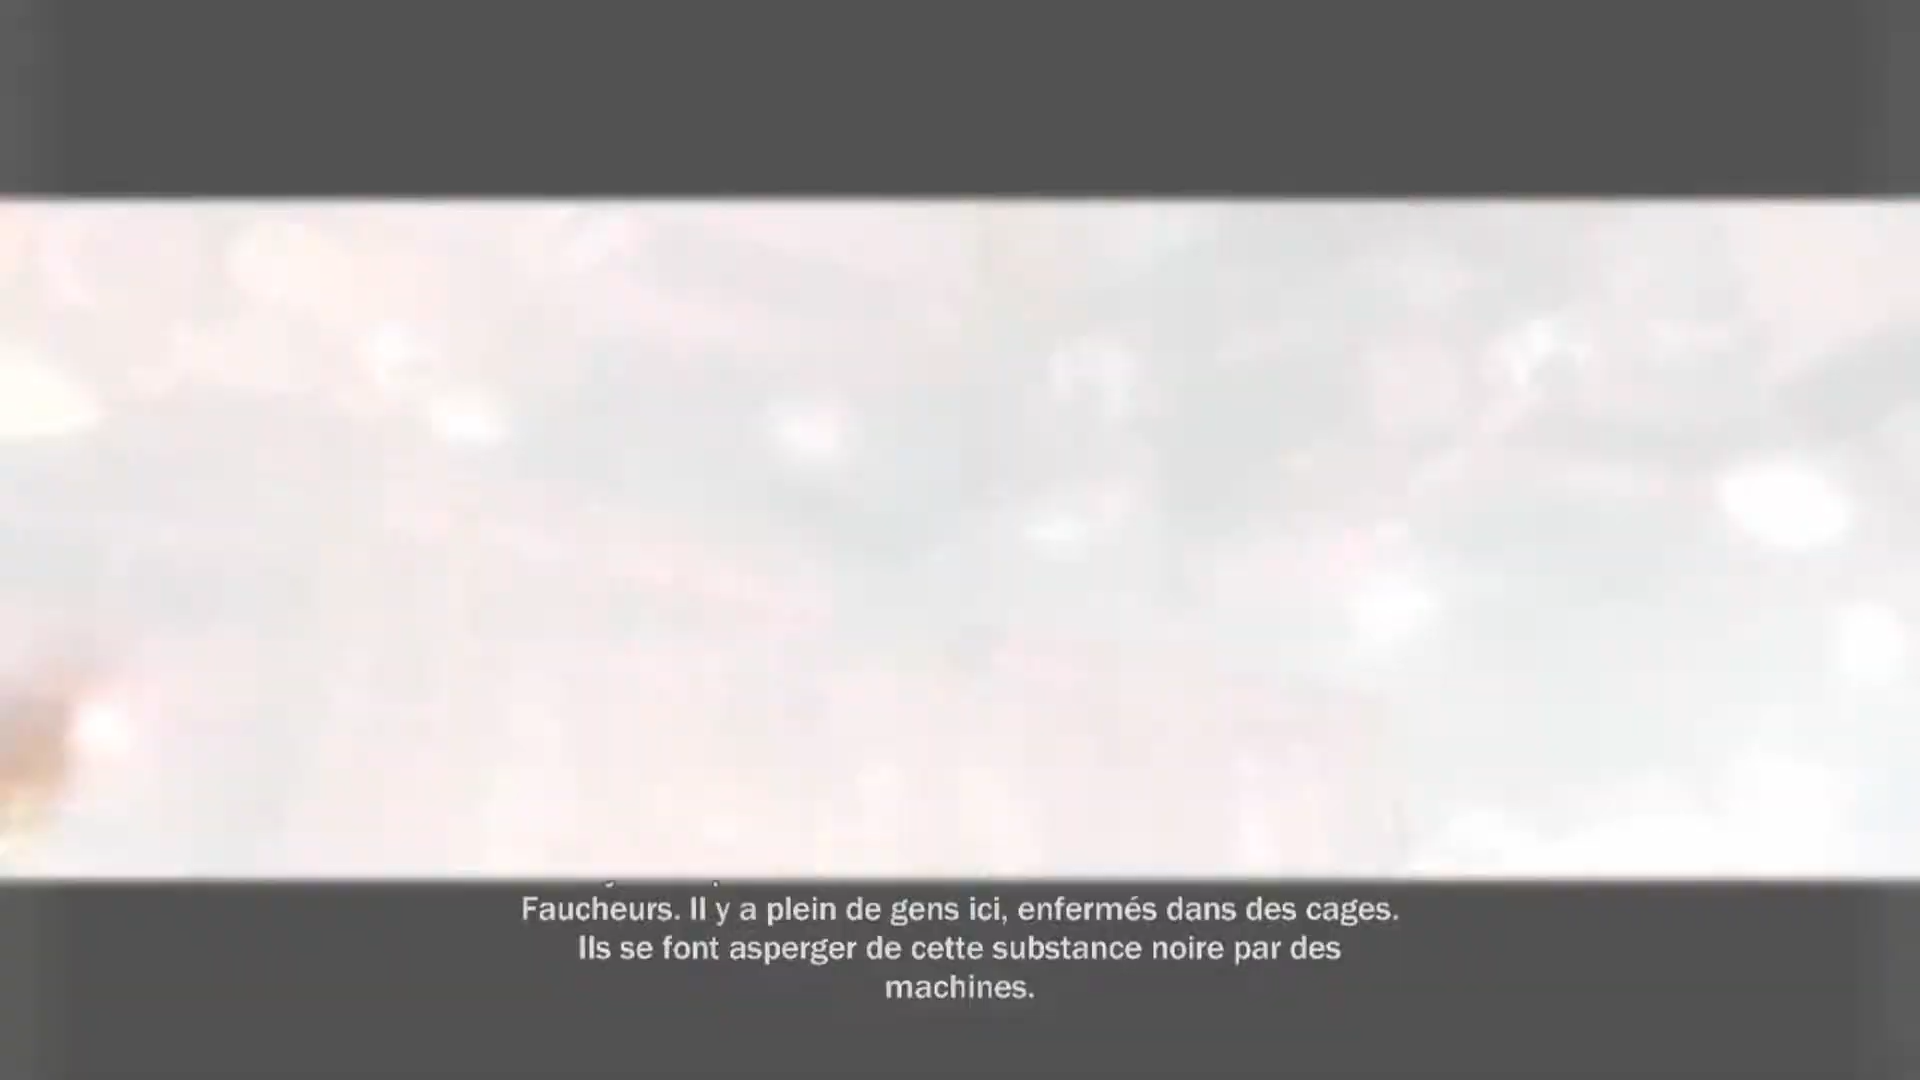 Faucheurs. Il y a plein de gens ici, enfermés dans des cages.
Ils se font asperger de cette substance noire par des
machines.